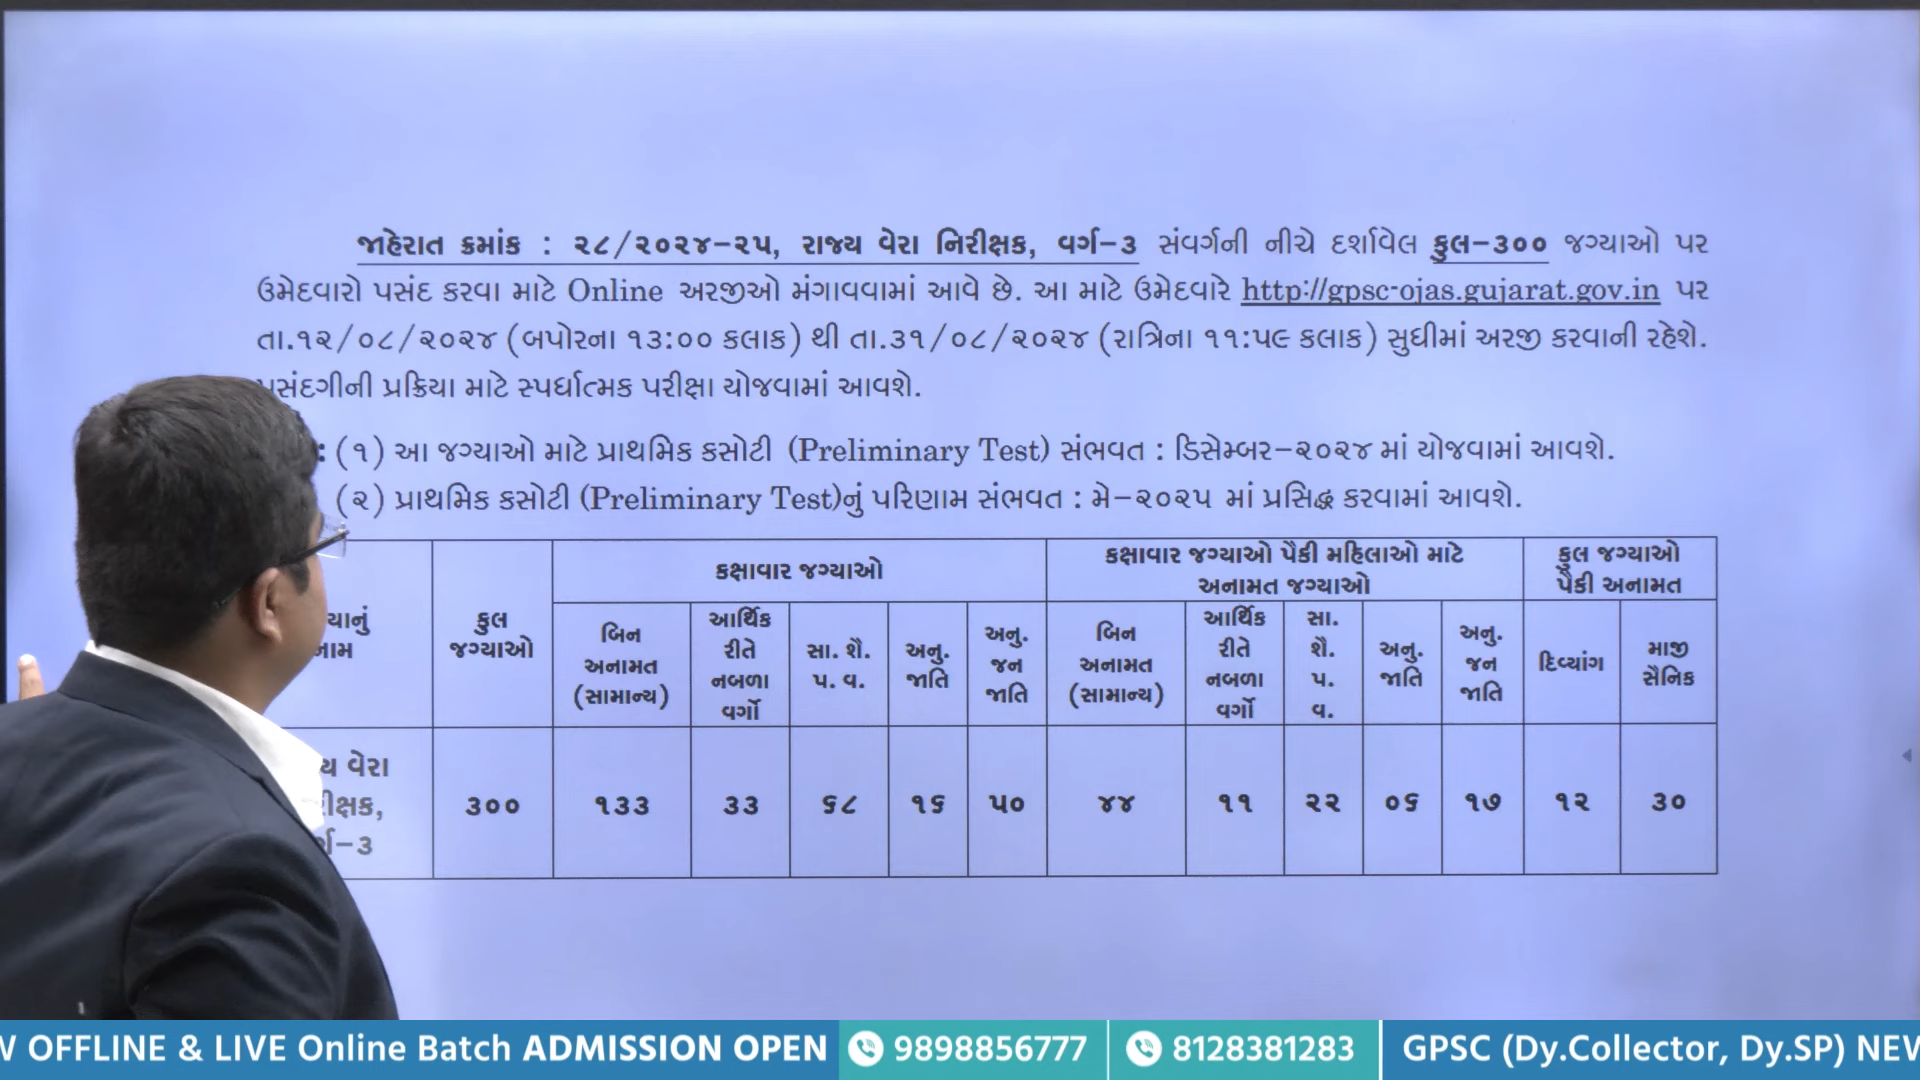 જાહેરાત ક્રમાંક : ૨૮/૨૦૨૪-૨૫, રાજ્ય વેરા નિરીક્ષક, વર્ગ-૩ સંવર્ગની નીચે દર્શાવેલ કુલ-૩૦૦ જગ્યાઓ પર
ઉમેદવારો પસંદ કરવા માટે Online અરજીઓ મંગાવવામાં આવે છે. આ માટે ઉમેદવારે http://gpsc-ojas.gujarat.gov.in પર
તા.૧૨/૦૮/૨૦૨૪ (બપોરના ૧૩:૦૦ કલાક) થી તા.૩૧/૦૮/૨૦૨૪ (રાત્રિના ૧૧:૫૯ કલાક) સુધીમાં અરજી કરવાની રહેશે.
પસંદગીની પ્રક્રિયા માટે સ્પર્ધાત્મક પરીક્ષા યોજવામાં આવશે.
: (૧) આ જગ્યાઓ માટે પ્રાથમિક કસોટી (Preliminary Test) સંભવત : ડિસેમ્બર-૨૦૨૪ માં યોજવામાં આવશે.
(૨) પ્રાથમિક કસોટી (Preliminary Test)નું પરિણામ સંભવત : મે-૨૦૨૫ માં પ્રસિદ્ધ કરવામાં આવશે.
કુલ જગ્યાઓ
કક્ષાવાર જગ્યાઓ
કક્ષાવાર જગ્યાઓ પૈકી મહિલાઓ માટે
અનામત જગ્યાઓ
કુલ જગ્યાઓ
પૈકી અનામત
બિન અનામત (સામાન્ય)
આર્થિક રીતે નબળા વર્ગો
સા. શૈ. પ. વ.
અનુ. જાતિ
અનુ. જન જાતિ
બિન અનામત (સામાન્ય)
આર્થિક રીતે નબળા વર્ગો
સા. શૈ. પ. વ.
અનુ. જાતિ
અનુ. જન જાતિ
દિવ્યાંગ
માજી સૈનિક
વેરા
-૩
૩૦૦ ૧૩૩ ૩૩ ૬૮ ૧૬ ૫૦ ૪૪ ૧૧ ૨૨ ૦૬ ૧૭ ૧૨ ૩૦
OFFLINE & LIVE Online Batch ADMISSION OPEN 9898856777 8128381283 GPSC (Dy.Collector, Dy.SP)